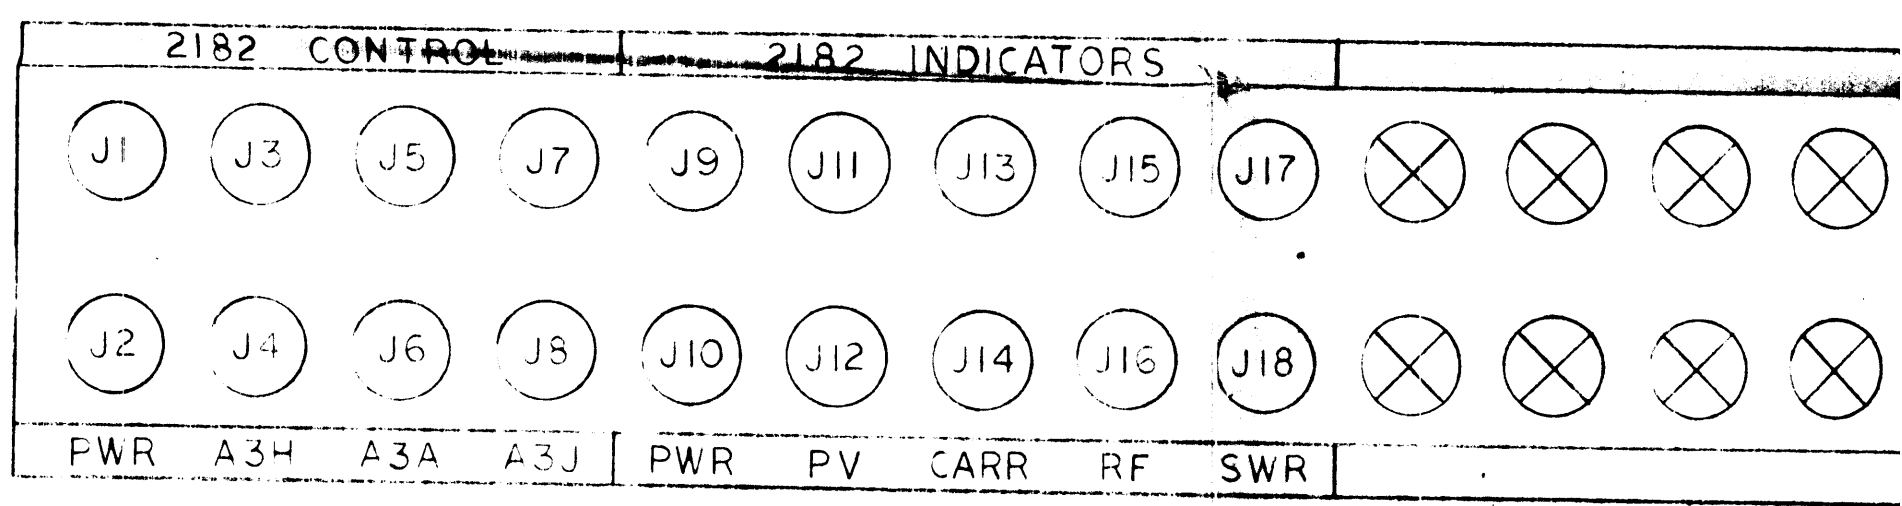 2182 CONTROL 2182 INDICATORS
J1 J3 J5 J7 J9 J11 J13 J15 J17
J2 J4 J6 J8 J10 J12 J14 J16 J18
PWR A3H A3A A3J PWR PV CARR RF SWR